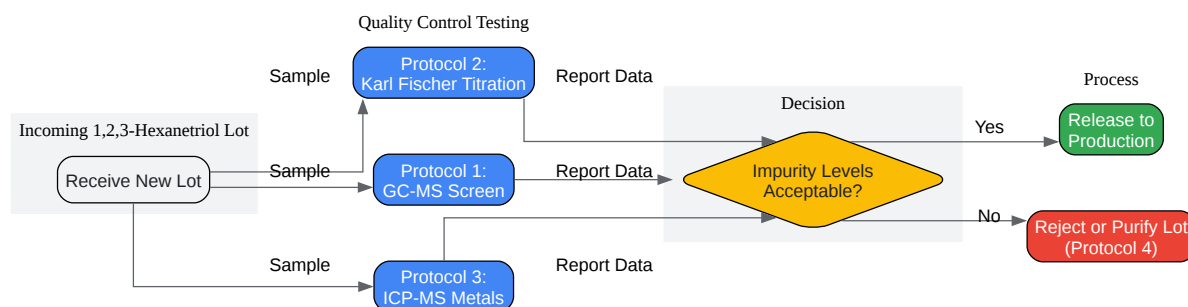 Quality Control Testing
Protocol 2:
Karl Fischer Titration
Sample
Report Data
Process
Decision
Release to
Production
Yes
Incoming 1,2,3-Hexanetriol Lot
Receive New Lot
Sample
Protocol 1:
GC-MS Screen
Report Data
Impurity Levels
Acceptable?
No
Reject or Purify Lot
(Protocol 4)
Sample
Protocol 3:
ICP-MS Metals
Report Data